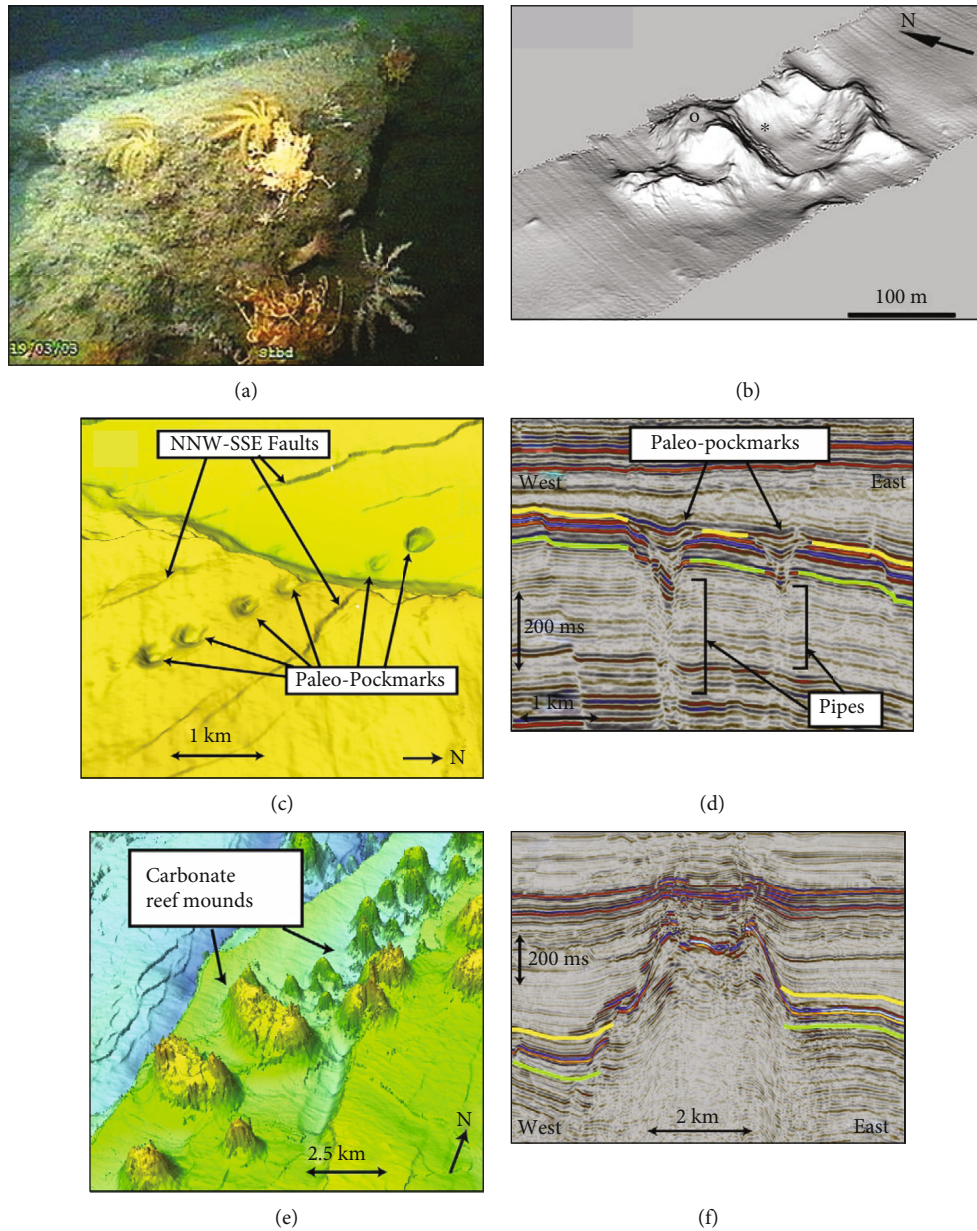 19/03/03
stbd
(a)
N
o
*
100 m
(b)
NNW-SSE Faults
Paleo-Pockmarks
1 km
N
(c)
Paleo-pockmarks
West
East
200 ms
Pipes
1 km
(d)
Carbonate
reef mounds
N
2.5 km
(e)
200 ms
2 km
West
East
(f)